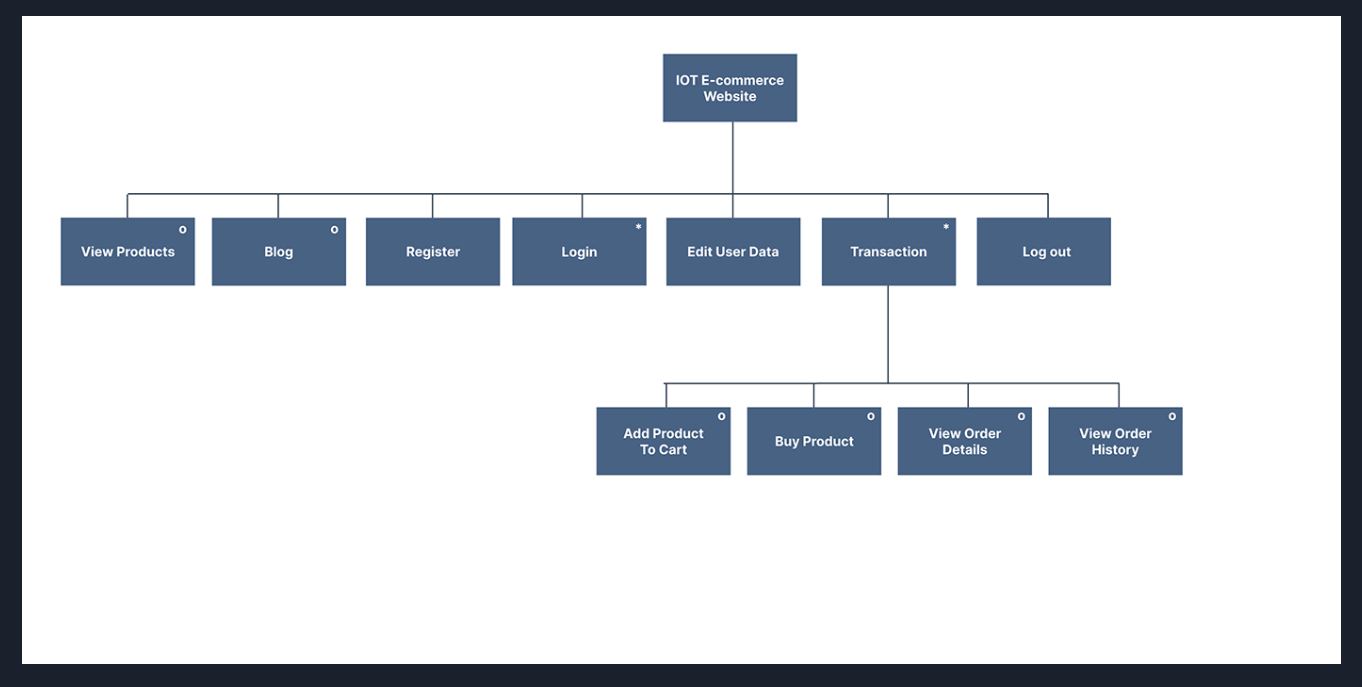 IOT E-commerce
Website
o
View Products
o
Blog
Register
*
Login
Edit User Data
*
Transaction
Log out
o
Add Product
To Cart
o
Buy Product
o
View Order
Details
o
View Order
History